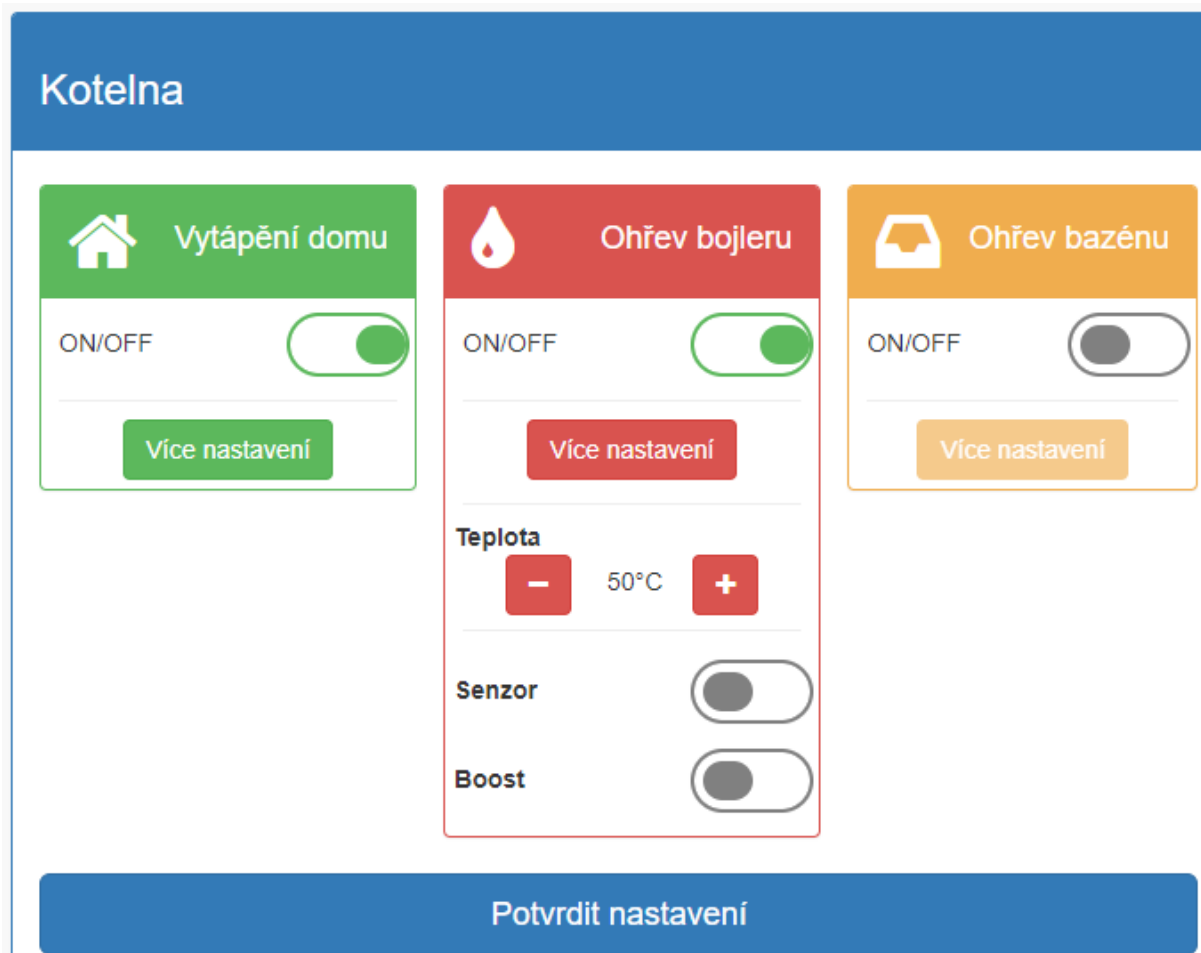 Kotelna
Vytápění domu
ON/OFF
Více nastavení
Ohřev bojleru
ON/OFF
Více nastavení
Teplota
50°C
Senzor
Boost
Ohřev bazénu
ON/OFF
Více nastavení
Potvrdit nastavení